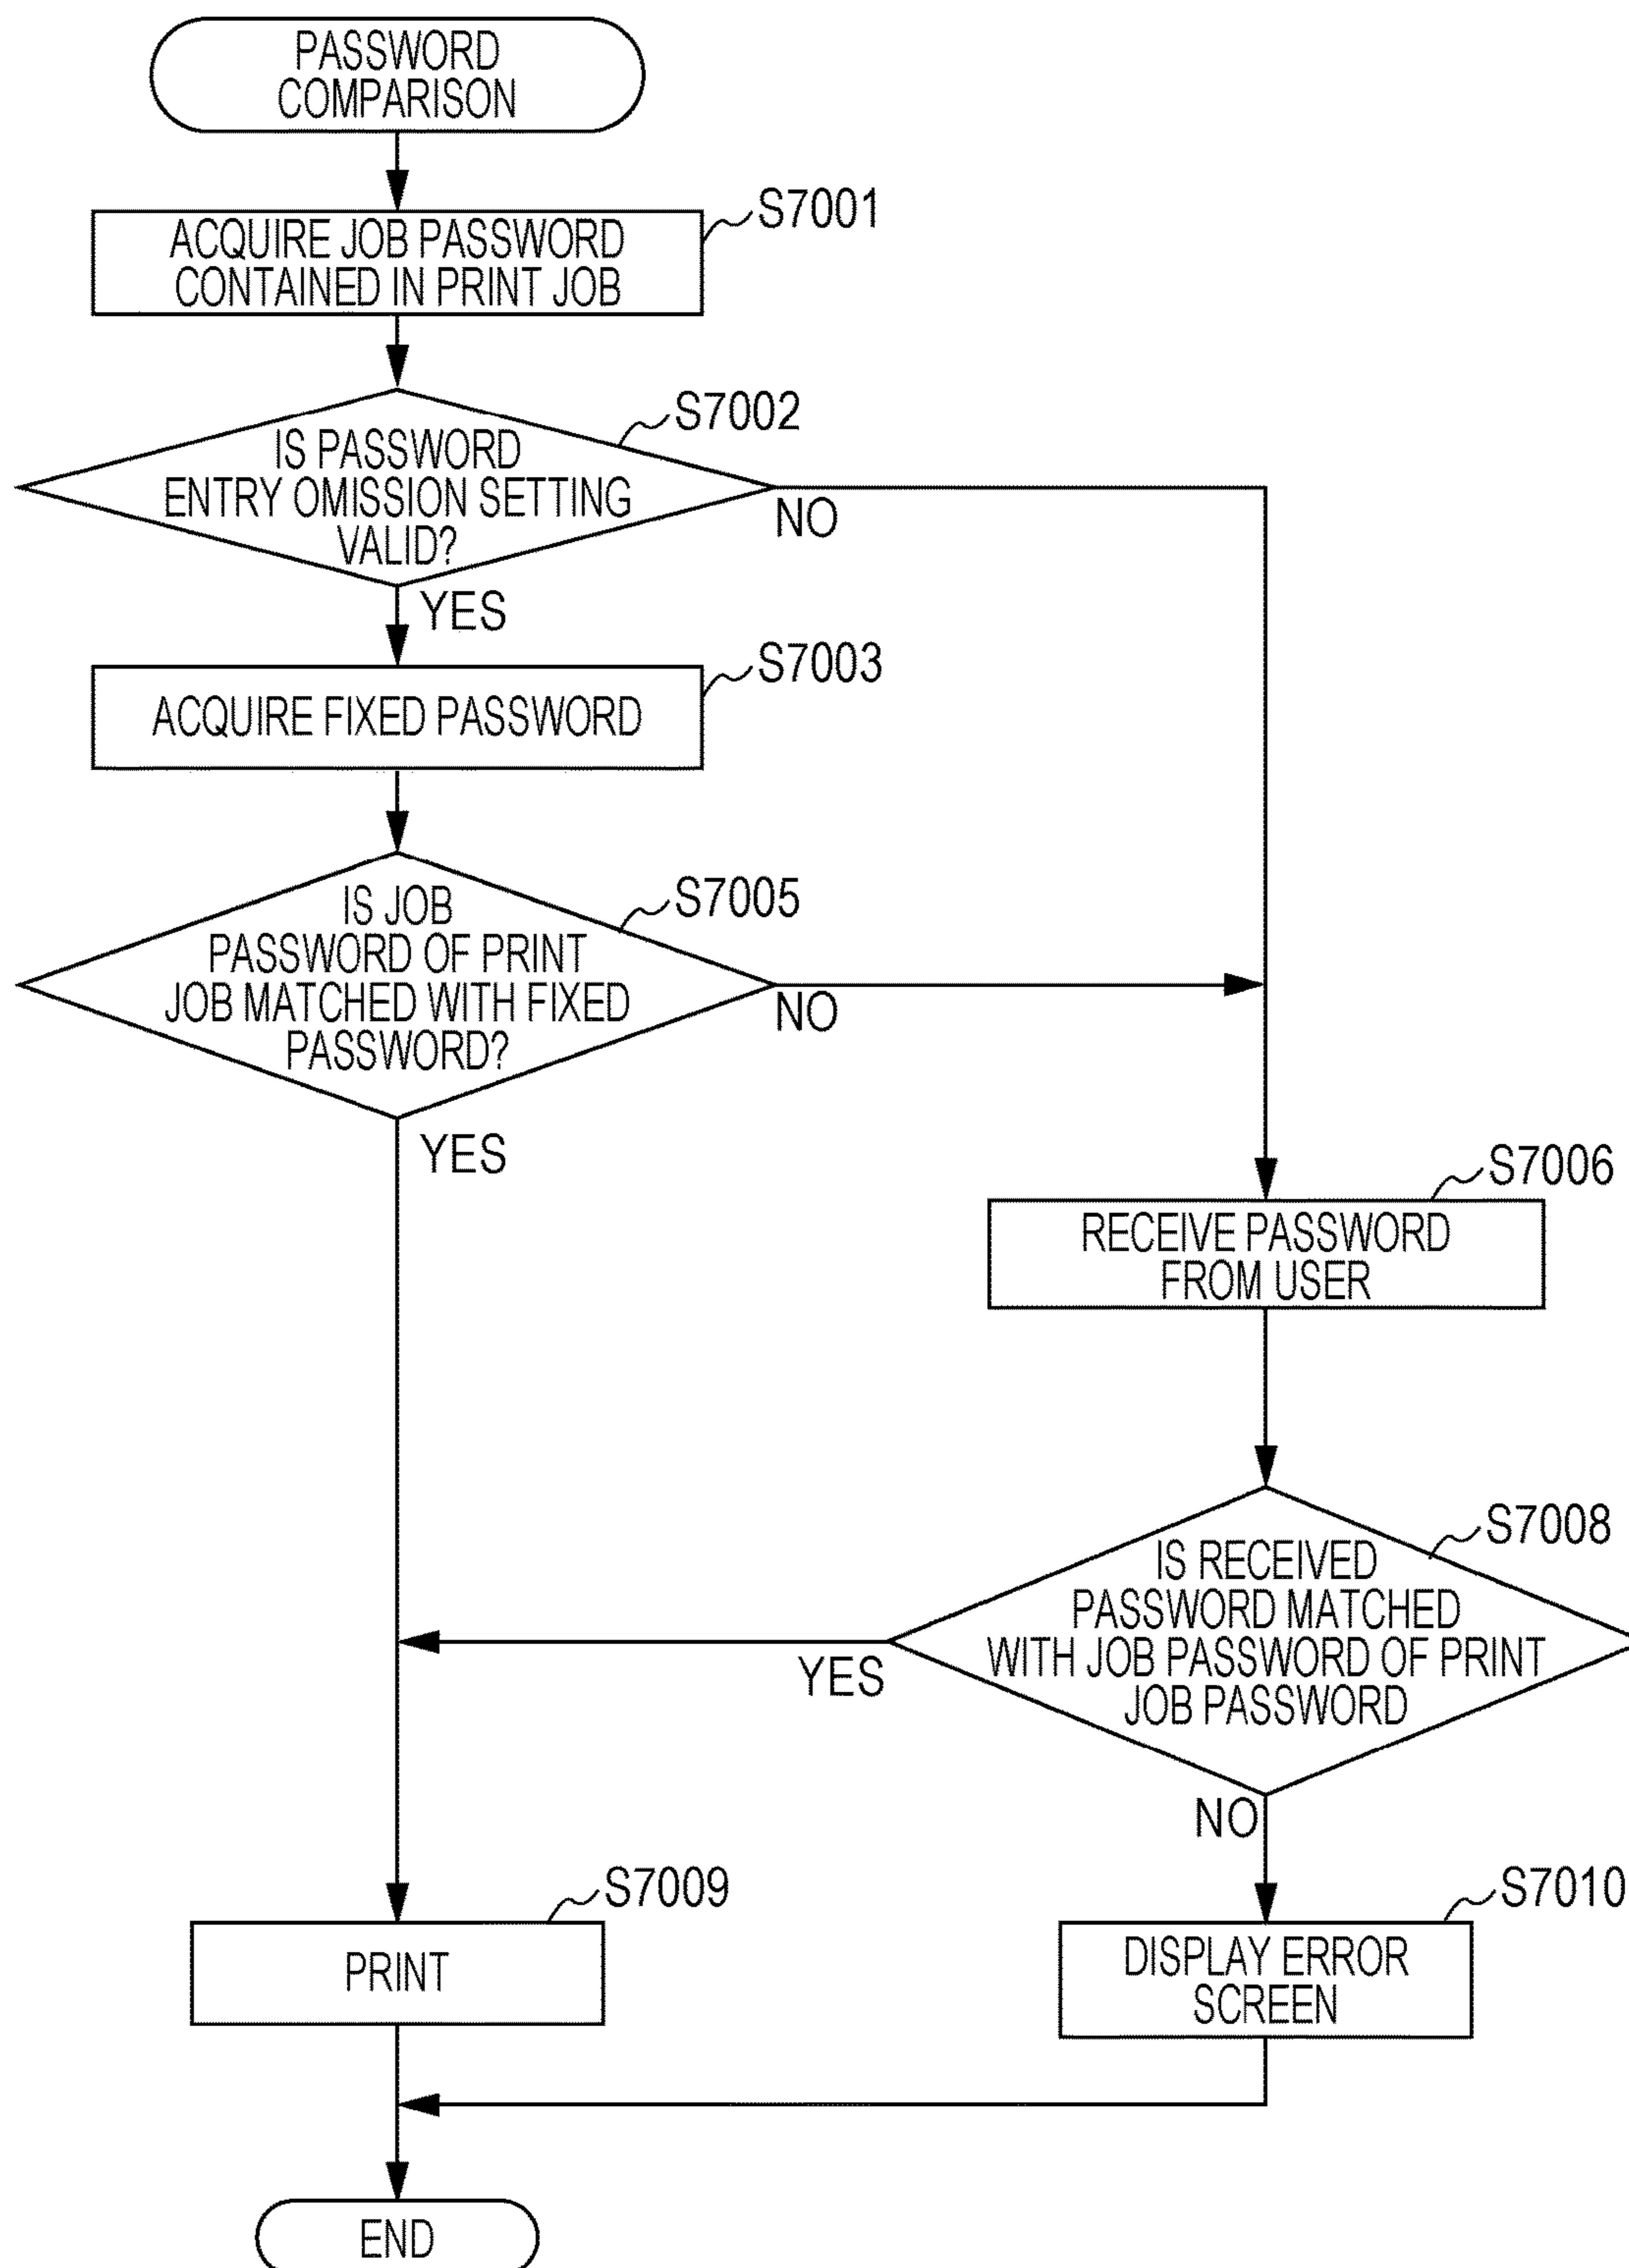 PASSWORD
COMPARISON
S7001
ACQUIRE JOB PASSWORD
CONTAINED IN PRINT JOB
S7002
IS PASSWORD
ENTRY OMISSION SETTING
VALID?
NO
YES
S7003
ACQUIRE FIXED PASSWORD
S7005
IS JOB
PASSWORD OF PRINT
JOB MATCHED WITH FIXED
PASSWORD?
NO
YES
S7006
RECEIVE PASSWORD
FROM USER
S7008
IS RECEIVED
PASSWORD MATCHED
WITH JOB PASSWORD OF PRINT
JOB PASSWORD
YES
NO
S7009
PRINT
S7010
DISPLAY ERROR
SCREEN
END